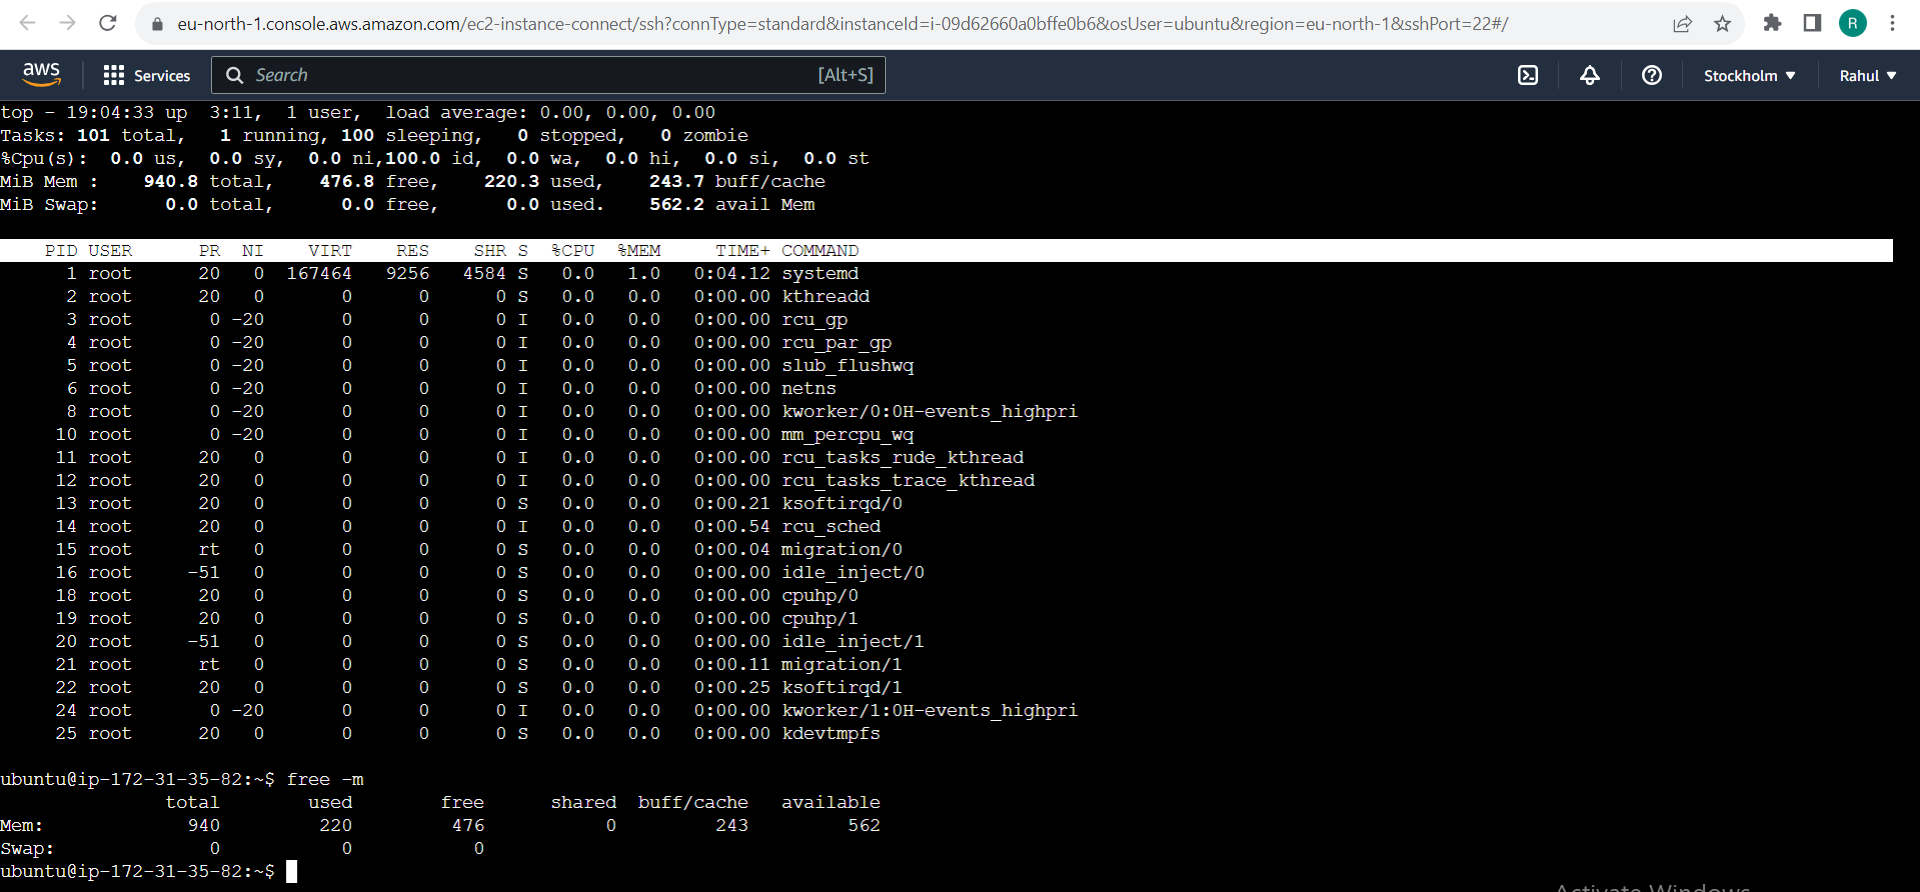 eu-north-1.console.aws.amazon.com/ec2-instance-connect/ssh?connType=standard&instanceId=i-09d62660a0bffe0b6&osUser=ubuntu&region=eu-north-1&sshPort=22#/
R
aws Services Search [Alt+S] Stockholm Rahul
top - 19:04:33 up 3:11, 1 user, load average: 0.00, 0.00, 0.00
Tasks: 101 total, 1 running, 100 sleeping, 0 stopped, 0 zombie
%Cpu(s): 0.0 us, 0.0 sy, 0.0 ni,100.0 id, 0.0 wa, 0.0 hi, 0.0 si, 0.0 st
MiB Mem : 940.8 total, 476.8 free, 220.3 used, 243.7 buff/cache
MiB Swap: 0.0 total, 0.0 free, 0.0 used. 562.2 avail Mem
PID USER PR NI VIRT RES SHR S %CPU %MEM TIME+ COMMAND
1 root 20 0 167464 9256 4584 S 0.0 1.0 0:04.12 systemd
2 root 20 0 0 0 0 S 0.0 0.0 0:00.00 kthreadd
3 root 0 -20 0 0 0 I 0.0 0.0 0:00.00 rcu_gp
4 root 0 -20 0 0 0 I 0.0 0.0 0:00.00 rcu_par_gp
5 root 0 -20 0 0 0 I 0.0 0.0 0:00.00 slub_flushwq
6 root 0 -20 0 0 0 I 0.0 0.0 0:00.00 netns
8 root 0 -20 0 0 0 I 0.0 0.0 0:00.00 kworker/0:0H-events_highpri
10 root 0 -20 0 0 0 I 0.0 0.0 0:00.00 mm_percpu_wq
11 root 20 0 0 0 0 I 0.0 0.0 0:00.00 rcu_tasks_rude_kthread
12 root 20 0 0 0 0 I 0.0 0.0 0:00.00 rcu_tasks_trace_kthread
13 root 20 0 0 0 0 S 0.0 0.0 0:00.21 ksoftirqd/0
14 root 20 0 0 0 0 I 0.0 0.0 0:00.54 rcu_sched
15 root rt 0 0 0 0 S 0.0 0.0 0:00.04 migration/0
16 root -51 0 0 0 0 S 0.0 0.0 0:00.00 idle_inject/0
18 root 20 0 0 0 0 S 0.0 0.0 0:00.00 cpuhp/0
19 root 20 0 0 0 0 S 0.0 0.0 0:00.00 cpuhp/1
20 root -51 0 0 0 0 S 0.0 0.0 0:00.00 idle_inject/1
21 root rt 0 0 0 0 S 0.0 0.0 0:00.11 migration/1
22 root 20 0 0 0 0 S 0.0 0.0 0:00.25 ksoftirqd/1
24 root 0 -20 0 0 0 I 0.0 0.0 0:00.00 kworker/1:0H-events_highpri
25 root 20 0 0 0 0 S 0.0 0.0 0:00.00 kdevtmpfs
ubuntu@ip-172-31-35-82:~$ free -m
total used free shared buff/cache available
Mem: 940 220 476 0 243 562
Swap: 0 0 0
ubuntu@ip-172-31-35-82:~$
Activate Windows